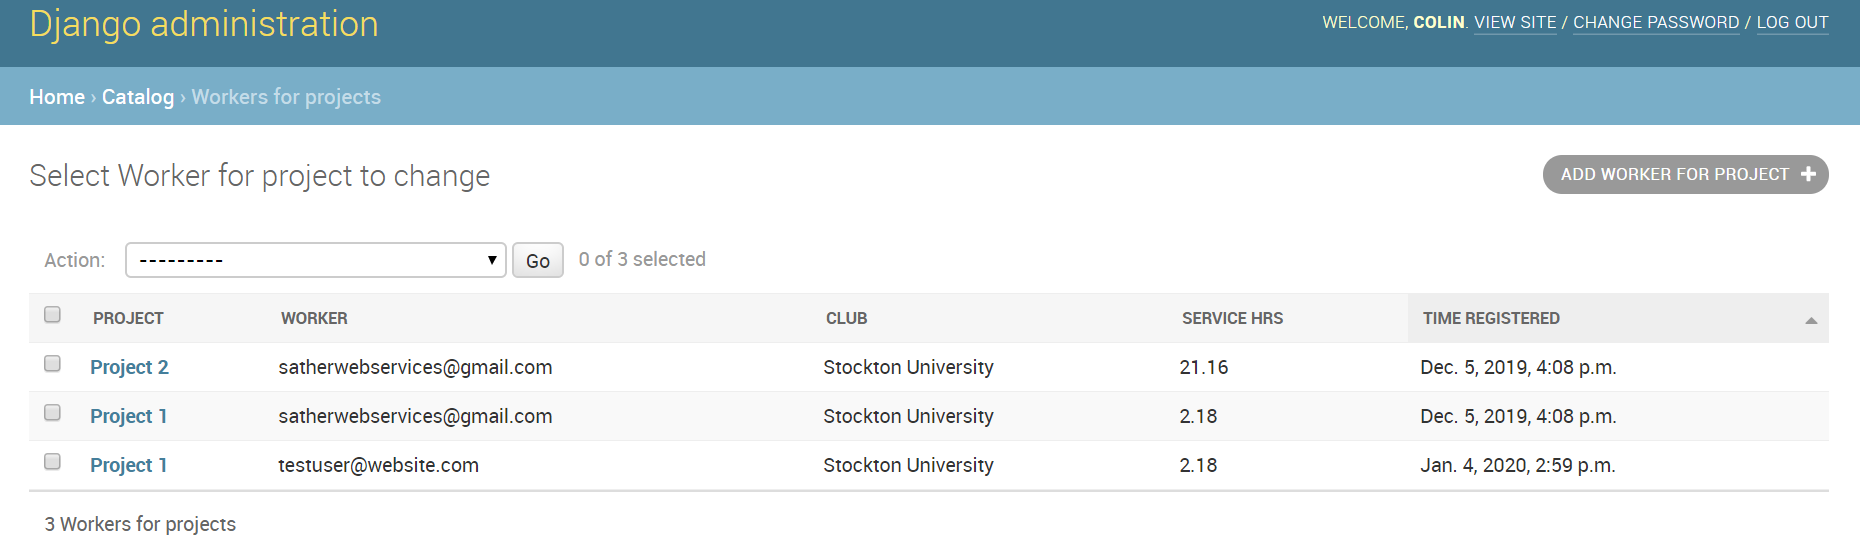 Django administration
WELCOME, COLIN. VIEW SITE / CHANGE PASSWORD / LOG OUT
Home › Catalog › Workers for projects
Select Worker for project to change
ADD WORKER FOR PROJECT
Action: --------- Go 0 of 3 selected
PROJECT WORKER CLUB SERVICE HRS TIME REGISTERED
Project 2 satherwebservices@gmail.com Stockton University 21.16 Dec. 5, 2019, 4:08 p.m.
Project 1 satherwebservices@gmail.com Stockton University 2.18 Dec. 5, 2019, 4:08 p.m.
Project 1 testuser@website.com Stockton University 2.18 Jan. 4, 2020, 2:59 p.m.
3 Workers for projects